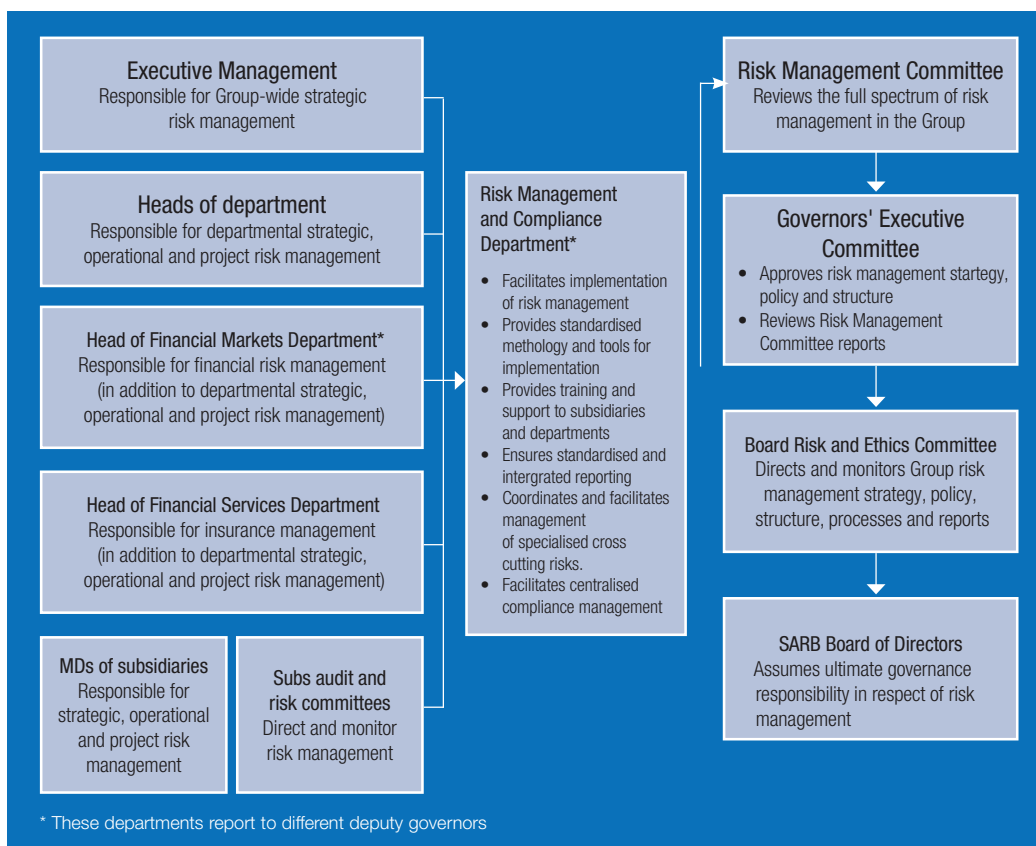 Executive Management
Responsible for Group-wide strategic
risk management
Heads of department
Responsible for departmental strategic,
operational and project risk management
Head of Financial Markets Department*
Responsible for financial risk management
(in addition to departmental strategic,
operational and project risk management)
Head of Financial Services Department
Responsible for insurance management
(in addition to departmental strategic,
operational and project risk management)
MDs of subsidiaries
Responsible for
strategic, operational
and project risk
management
Subs audit and
risk committees
Direct and monitor
risk management
Risk Management
and Compliance
Department*
• Facilitates implementation
of risk management
• Provides standardised
methology and tools for
implementation
• Provides training and
support to subsidiaries
and departments
• Ensures standardised and
intergrated reporting
• Coordinates and facilitates
management
of specialised cross
cutting risks.
• Facilitates centralised
compliance management
Risk Management Committee
Reviews the full spectrum of risk
management in the Group
Governors' Executive
Committee
• Approves risk management startegy,
policy and structure
• Reviews Risk Management
Committee reports
Board Risk and Ethics Committee
Directs and monitors Group risk
management strategy, policy,
structure, processes and reports
SARB Board of Directors
Assumes ultimate governance
responsibility in respect of risk
management
* These departments report to different deputy governors